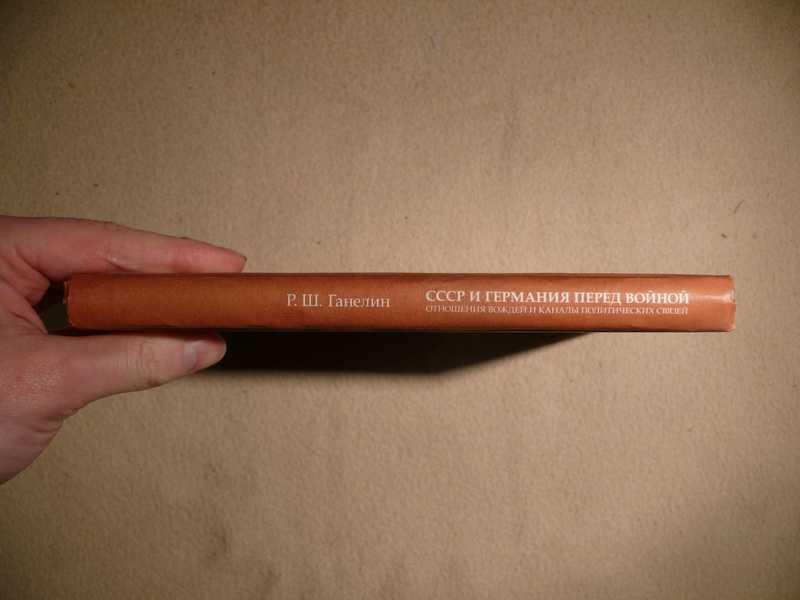 Р. Ш. Ганелин
СССР И ГЕРМАНИЯ ПЕРЕД ВОЙНОЙ
ОТНОШЕНИЯ ВОЖДЕЙ И КАНАЛЫ ПОЛИТИЧЕСКИХ СВЯЗЕЙ